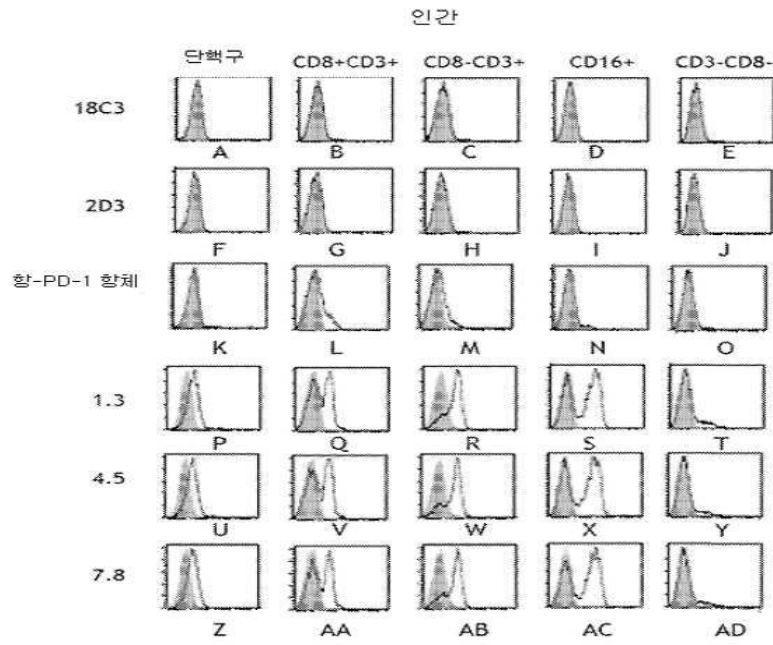 인간
단핵구 CD8+CD3+ CD8-CD3+ CD16+ CD3-CD8-
18C3
A B C D E
2D3
F G H I J
항-PD-1 항체
K L M N O
1.3
P Q R S T
4.5
U V W X Y
7.8
Z AA AB AC AD